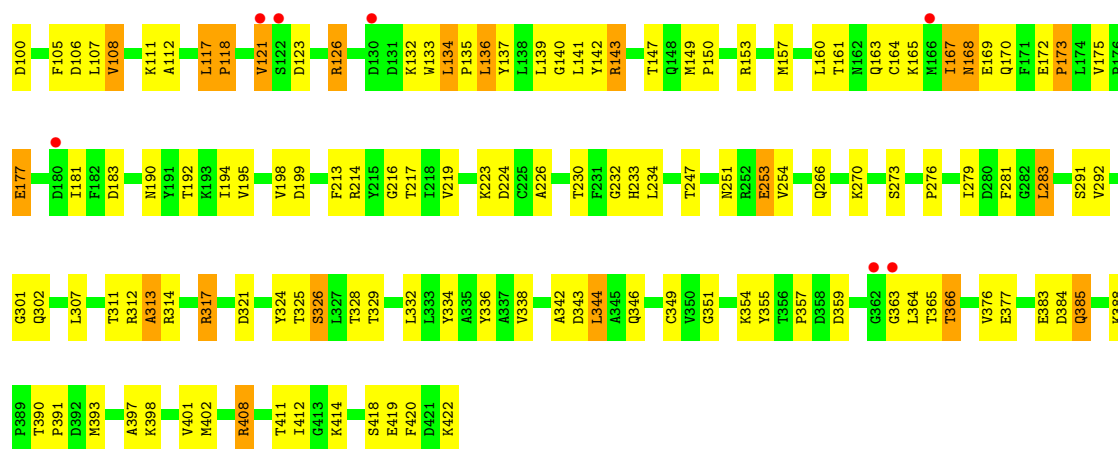 D100 F105 D106 L107 V108 K111 A112 L117 P118 V121 S122 D123 R126 D130 D131 K132 W133 L134 P135 L136 Y137 L138 L139 G140 L141 Y142 R143 T147 Q148 M149 P150 R153 M157 L160 T161 N162 Q163 C164 K165 M166 I167 N168 E169 Q170 F171 E172 P173 L174 V175
E177 D180 I181 F182 D183 N190 Y191 T192 K193 I194 V195 V198 D199 F213 R214 Y215 G216 T217 I218 V219 K223 D224 C225 A226 T230 F231 G232 H233 L234 T247 N251 R252 E253 V254 Q266 K270 S273 P276 I279 D280 F281 G282 L283 S291 V292
G301 Q302 L307 T311 R312 A313 R314 R317 D321 Y324 T325 S326 L327 T328 T329 L332 L333 Y334 A335 Y336 A337 V338 A342 D343 L344 A345 Q346 C349 V350 G351 K354 Y355 T356 P357 D358 D359 G362 G363 L364 T365 T366 V376 E377 E383 D384 Q385
P389 T390 P391 D392 M393 A397 K398 V401 M402 R408 T411 I412 G413 K414 S418 E419 F420 D421 K422